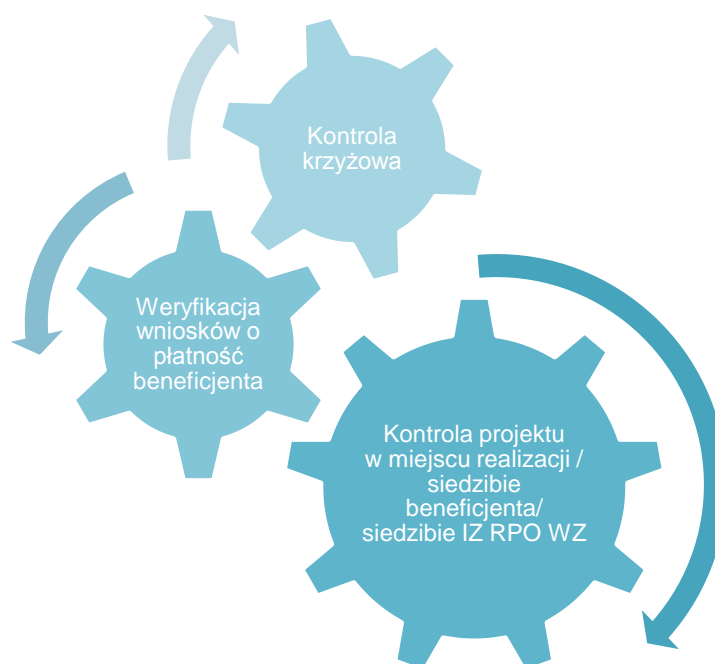 Kontrola
krzyżowa
Weryfikacja
wniosków o
płatność
beneficjenta
Kontrola projektu
w miejscu realizacji /
siedzibie
beneficjenta/
siedzibie IZ RPO WZ